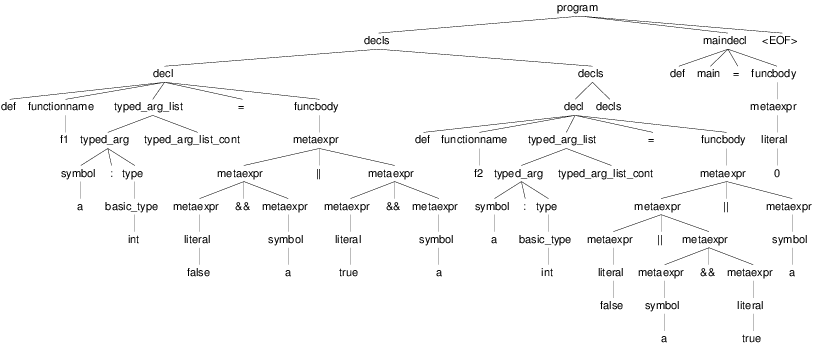 program
decls maindecl <EOF>
decl decls def main = funcbody
def functionname typed_arg_list = funcbody decl decls metaexpr
f1 typed_arg typed_arg_list_cont metaexpr def functionname typed_arg_list = funcbody literal
symbol : type metaexpr || metaexpr f2 typed_arg typed_arg_list_cont metaexpr 0
a basic_type metaexpr && metaexpr metaexpr && metaexpr symbol : type metaexpr || metaexpr
int literal symbol literal symbol a basic_type metaexpr || metaexpr symbol
false a true a int literal metaexpr && metaexpr a
false symbol literal
a true